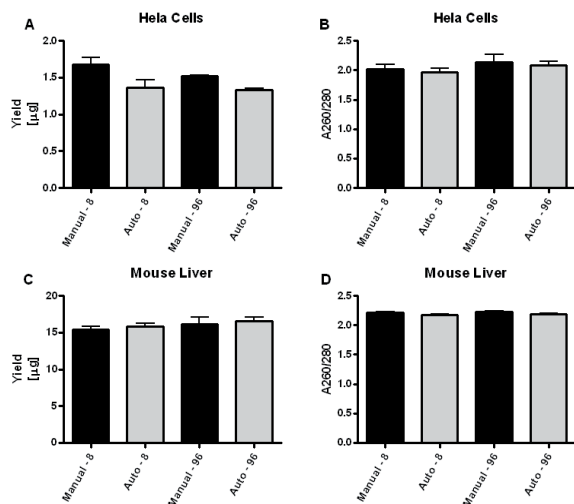 A
Hela Cells
Yield
[µg]
2.0
1.5
1.0
0.5
0.0
Manual - 8
Auto - 8
Manual - 96
Auto - 96
B
Hela Cells
A260/280
2.5
2.0
1.5
1.0
0.5
0.0
Manual - 8
Auto - 8
Manual - 96
Auto - 96
C
Mouse Liver
Yield
[µg]
20
15
10
5
0
Manual - 8
Auto - 8
Manual - 96
Auto - 96
D
Mouse Liver
A260/280
2.5
2.0
1.5
1.0
0.5
0.0
Manual - 8
Auto - 8
Manual - 96
Auto - 96